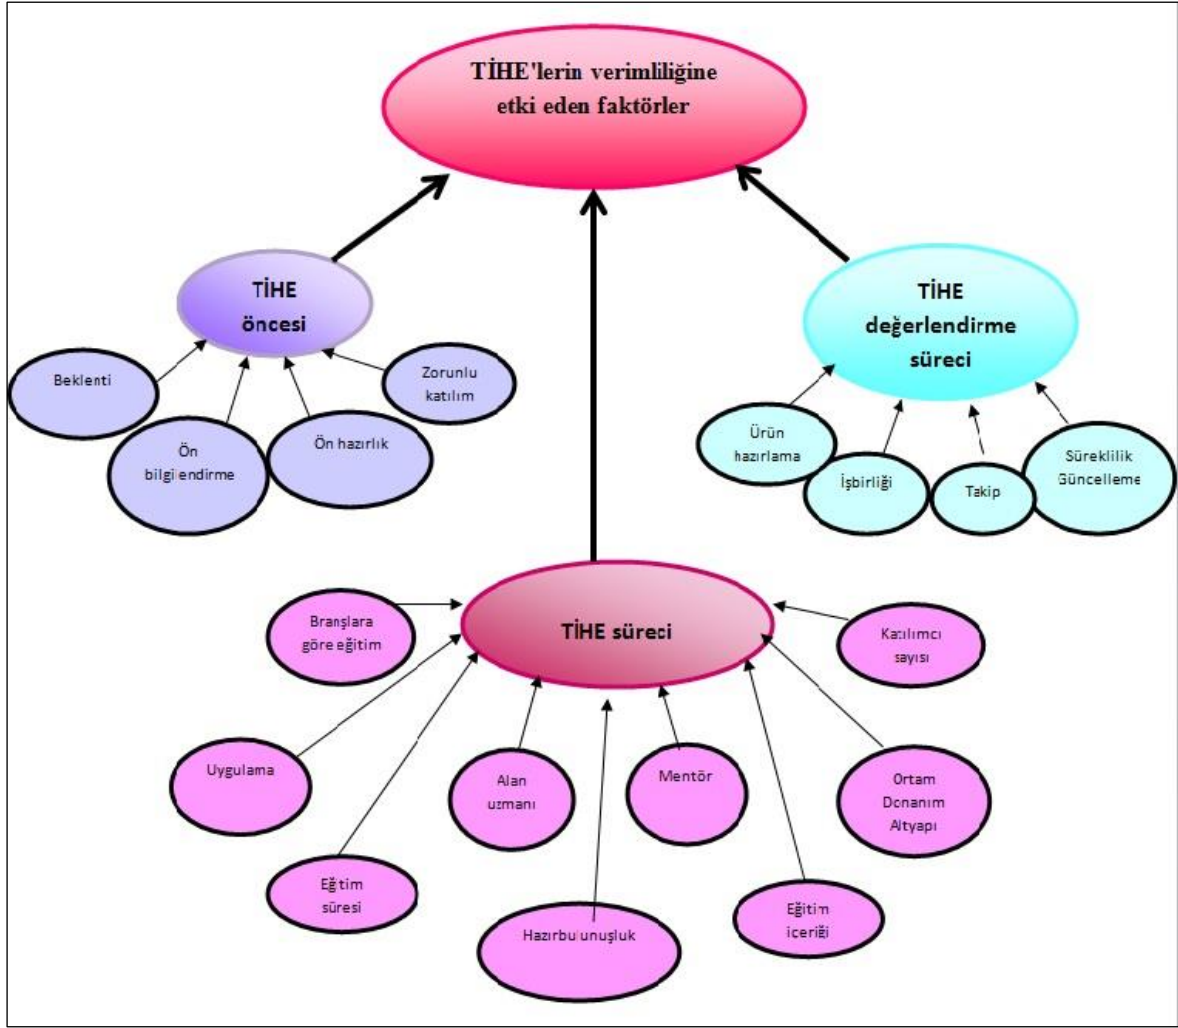 TİHE'lerin verimliliğine
etki eden faktörler
TİHE
öncesi
TİHE
değerlendirme
süreci
Beklenti
Ön
bilgilendirme
Ön hazırlık
Zorunlu
katılım
Ürün
hazırlama
İşbirliği
Takip
Süreklilik
Güncelleme
TİHE süreci
Branşlara
göre eğitim
Katılımcı
sayısı
Uygulama
Alan
uzmanı
Mentör
Ortam
Donanım
Altyapı
Eğitim
süresi
Hazırbulunuşluk
Eğitim
içeriği